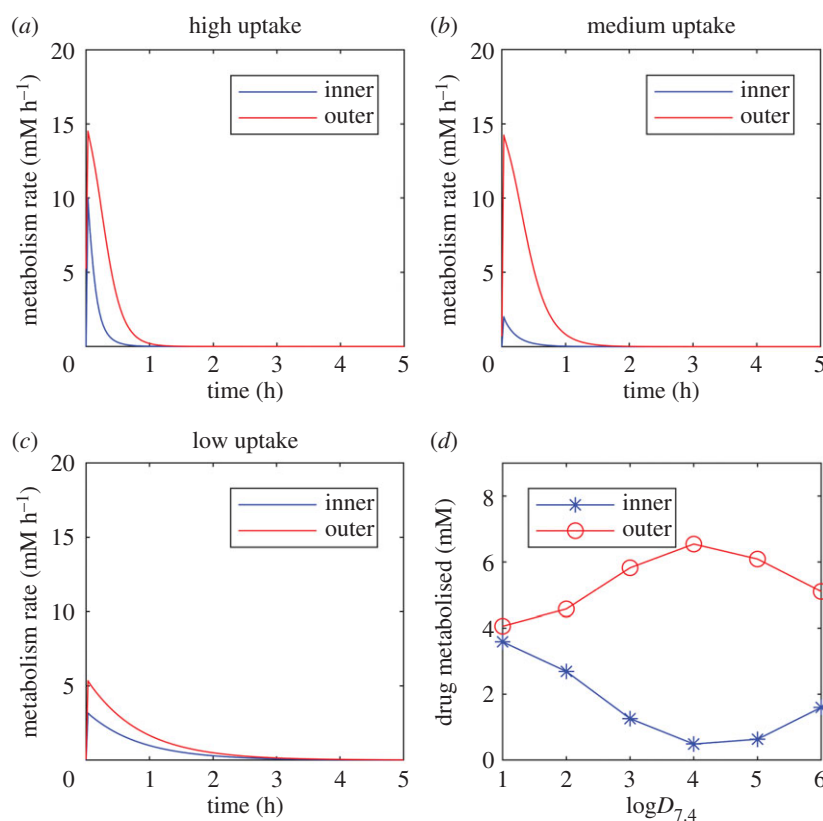 (a) high uptake
20
15
10
5
0
metabolism rate (mM h⁻¹)
inner
outer
1 2 3 4 5
time (h)
(b) medium uptake
20
15
10
5
0
metabolism rate (mM h⁻¹)
inner
outer
1 2 3 4 5
time (h)
(c) low uptake
20
15
10
5
0
metabolism rate (mM h⁻¹)
inner
outer
1 2 3 4 5
time (h)
(d)
8
6
4
2
0
drug metabolised (mM)
inner
outer
1 2 3 4 5 6
logD7.4